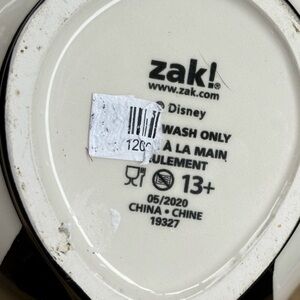 zak!®
www.zak.com
© Disney
WASH ONLY
À LA MAIN
ULEMENT
13+
05/2020
CHINA • CHINE
19327